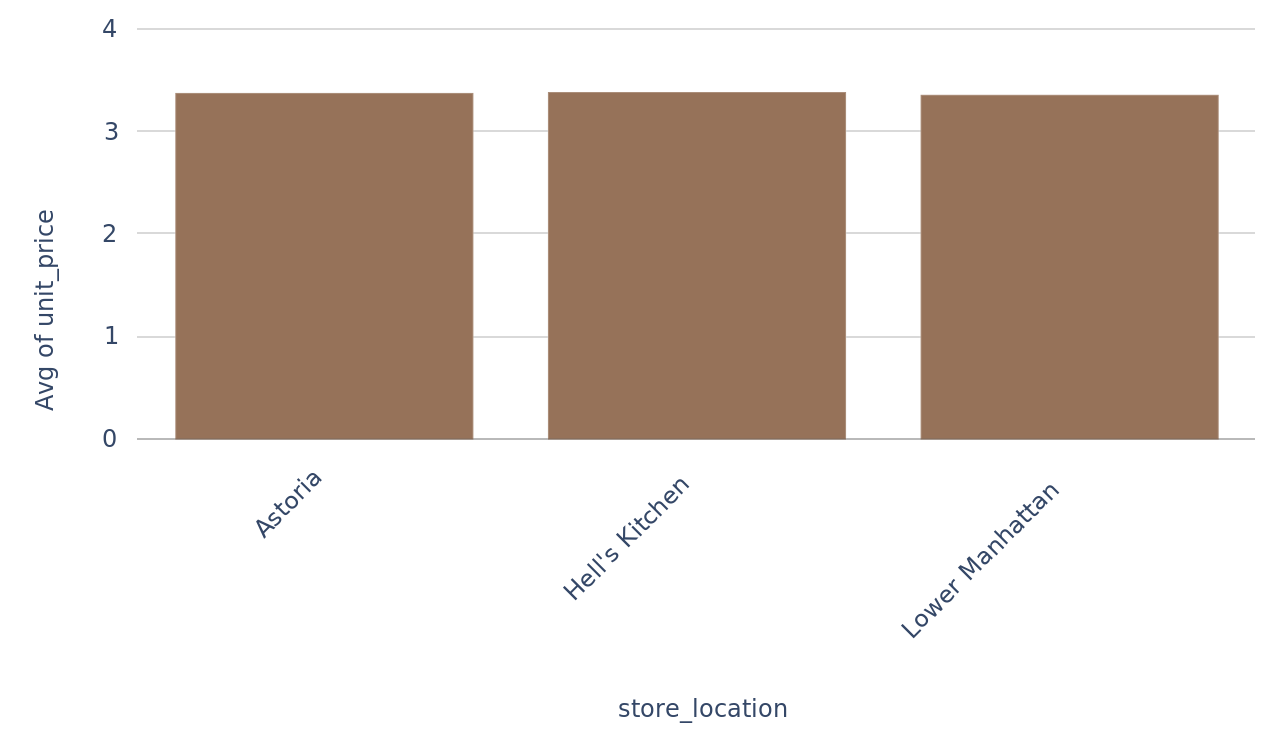 4
3
2
1
0
Avg of unit_price
Astoria
Hell's Kitchen
Lower Manhattan
store_location